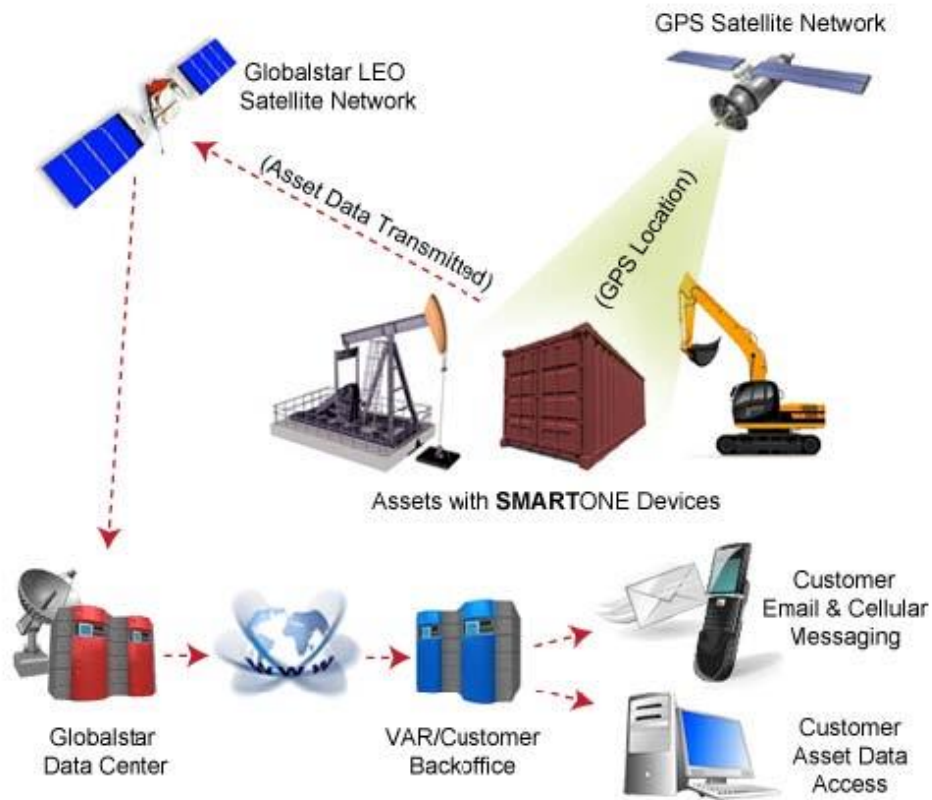 GPS Satellite Network
Globalstar LEO
Satellite Network
(Asset Data Transmitted)
(GPS Location)
Assets with SMARTONE Devices
Customer
Email & Cellular
Messaging
WWW
Globalstar
Data Center
VAR/Customer
Backoffice
Customer
Asset Data
Access